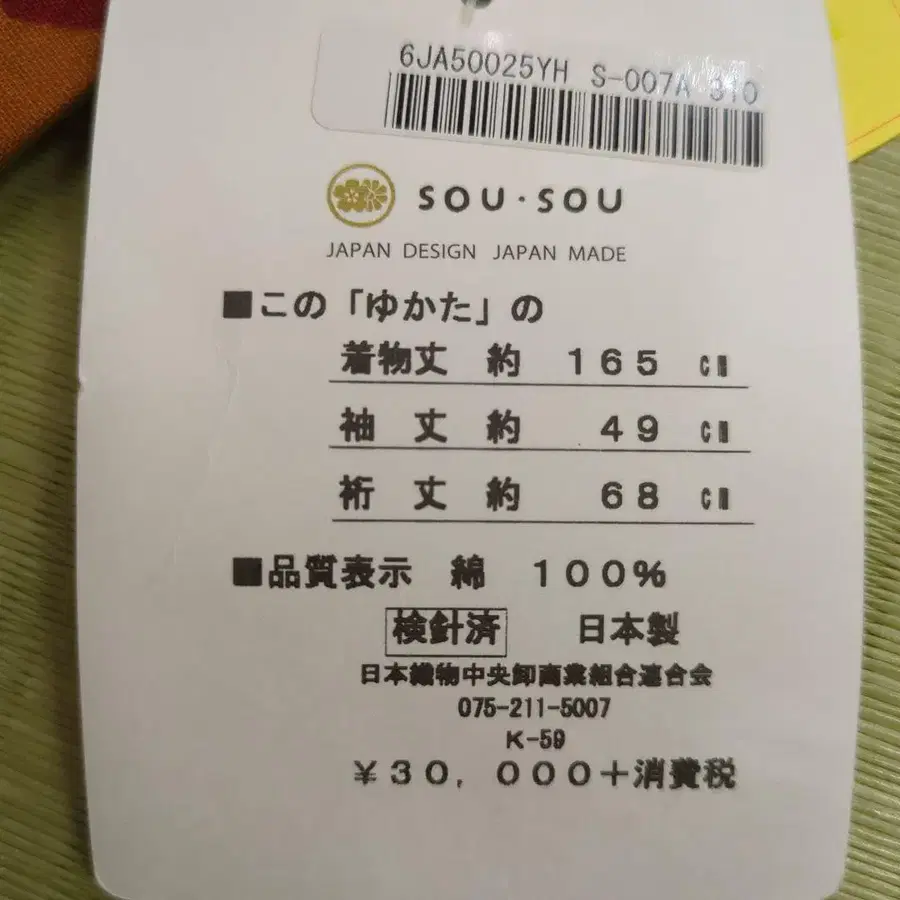 6JA50025YH S-007A 310
SOU・SOU
JAPAN DESIGN JAPAN MADE
■この「ゆかた」の
着物丈 約 165 cm
袖丈 約 49 cm
裄丈 約 68 cm
■品質表示 綿 100%
検針済 日本製
日本織物中央卸商業組合連合会
075-211-5007
K-59
¥30,000+消費税